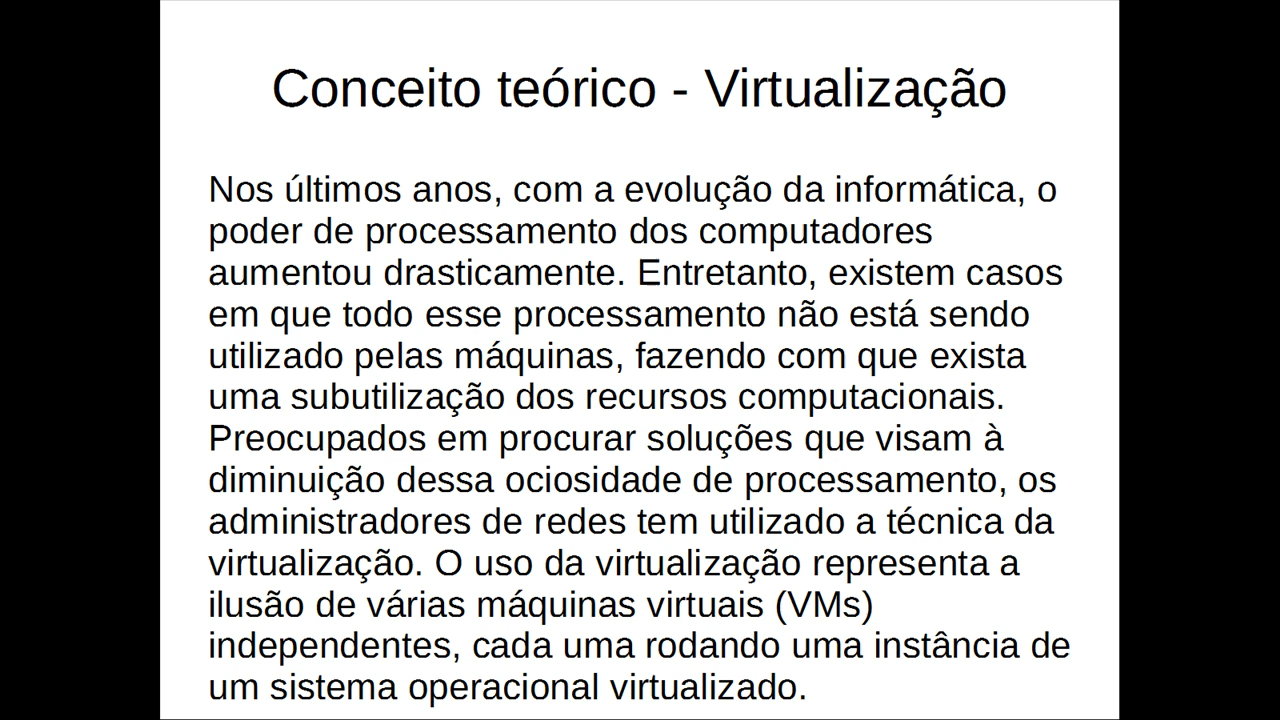 Conceito teórico - Virtualização
Nos últimos anos, com a evolução da informática, o
poder de processamento dos computadores
aumentou drasticamente. Entretanto, existem casos
em que todo esse processamento não está sendo
utilizado pelas máquinas, fazendo com que exista
uma subutilização dos recursos computacionais.
Preocupados em procurar soluções que visam à
diminuição dessa ociosidade de processamento, os
administradores de redes tem utilizado a técnica da
virtualização. O uso da virtualização representa a
ilusão de várias máquinas virtuais (VMs)
independentes, cada uma rodando uma instância de
um sistema operacional virtualizado.